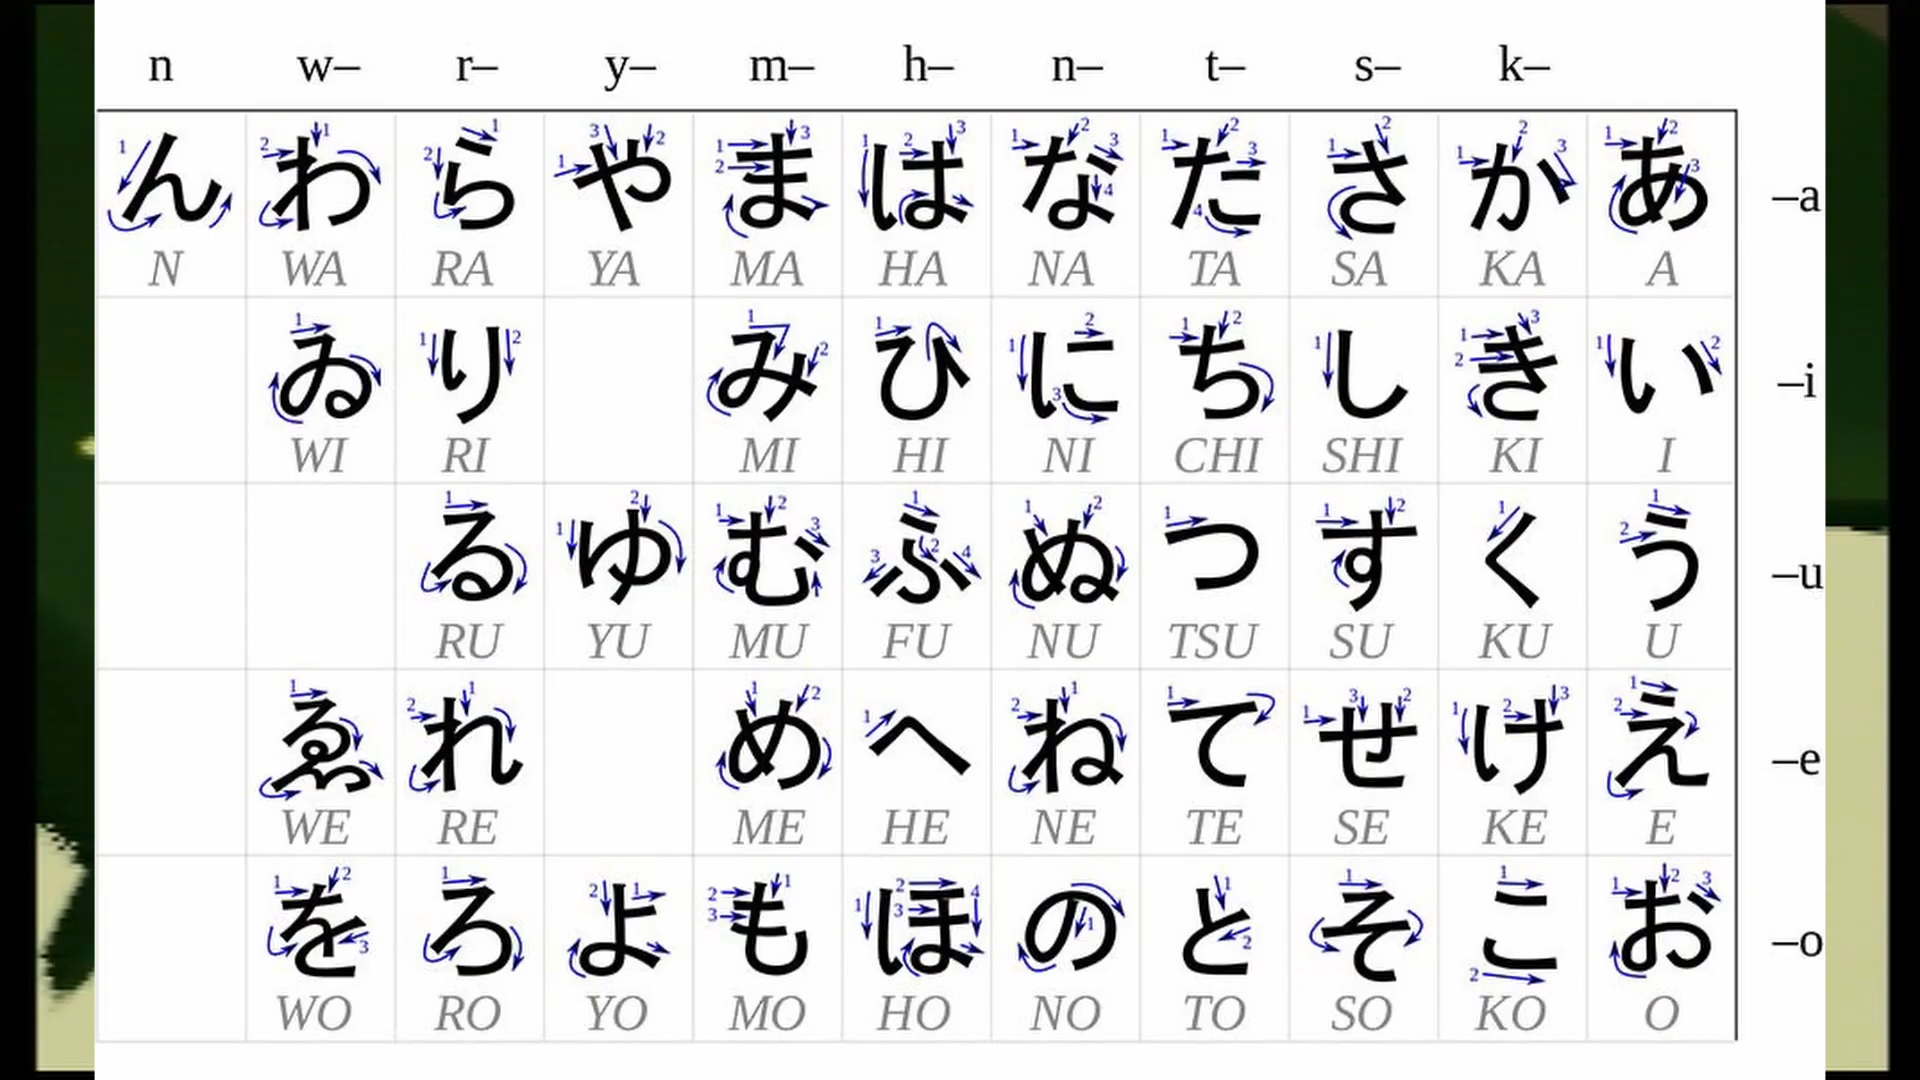 n w– r– y– m– h– n– t– s– k–
ん わ ら や ま は な た さ か あ –a
N WA RA YA MA HA NA TA SA KA A
ゐ り み ひ に ち し き い –i
WI RI MI HI NI CHI SHI KI I
る ゆ む ふ ぬ つ す く う –u
RU YU MU FU NU TSU SU KU U
ゑ れ め へ ね て せ け え –e
WE RE ME HE NE TE SE KE E
を ろ よ も ほ の と そ こ お –o
WO RO YO MO HO NO TO SO KO O